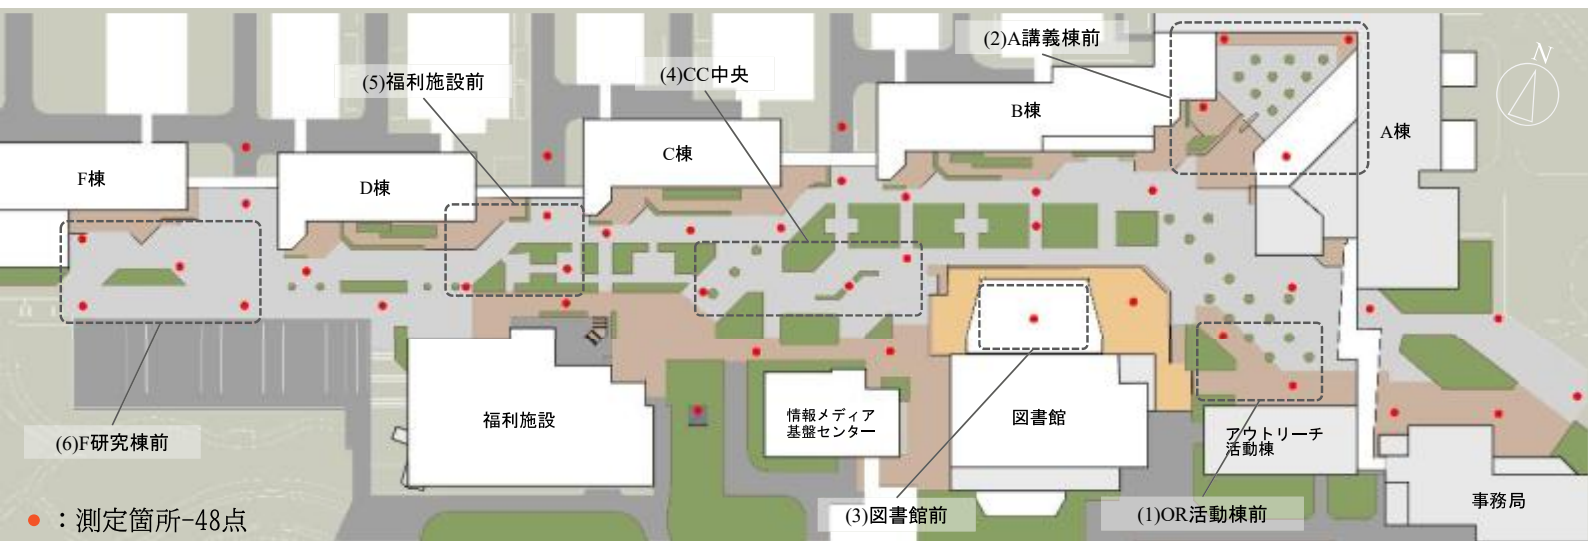 (2)A講義棟前
N
(4)CC中央
(5)福利施設前
B棟
A棟
C棟
F棟
D棟
福利施設
情報メディア
基盤センター
図書館
アウトリーチ
活動棟
(6)F研究棟前
事務局
(3)図書館前
(1)OR活動棟前
：測定箇所-48点